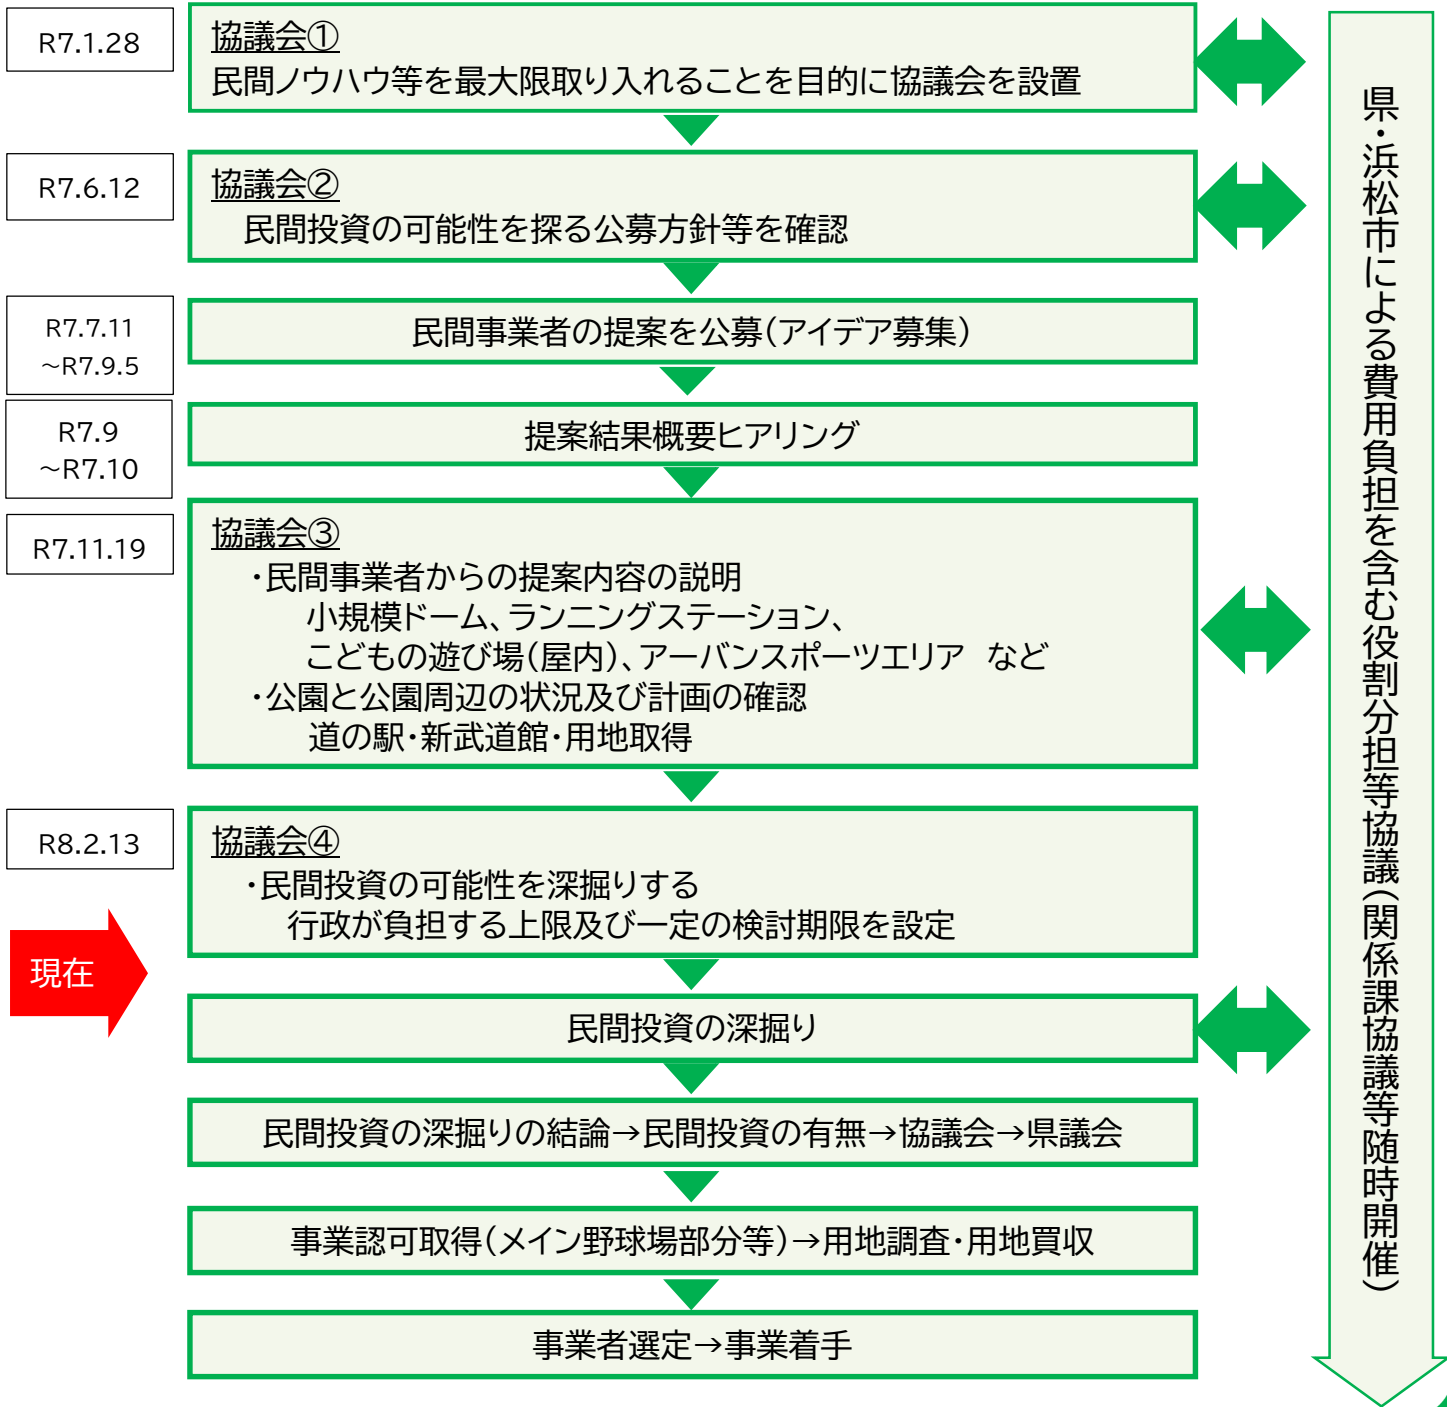 R7.1.28
協議会①
民間ノウハウ等を最大限取り入れることを目的に協議会を設置
R7.6.12
協議会②
民間投資の可能性を探る公募方針等を確認
R7.7.11
～R7.9.5
民間事業者の提案を公募(アイデア募集)
R7.9
～R7.10
提案結果概要ヒアリング
R7.11.19
協議会③
・民間事業者からの提案内容の説明
小規模ドーム、ランニングステーション、
こどもの遊び場(屋内)、アーバンスポーツエリア など
・公園と公園周辺の状況及び計画の確認
道の駅・新武道館・用地取得
R8.2.13
協議会④
・民間投資の可能性を深掘りする
行政が負担する上限及び一定の検討期限を設定
現在
民間投資の深掘り
民間投資の深掘りの結論→民間投資の有無→協議会→県議会
事業認可取得(メイン野球場部分等)→用地調査・用地買収
事業者選定→事業着手
県・浜松市による費用負担を含む役割分担等協議(関係課協議等随時開催)